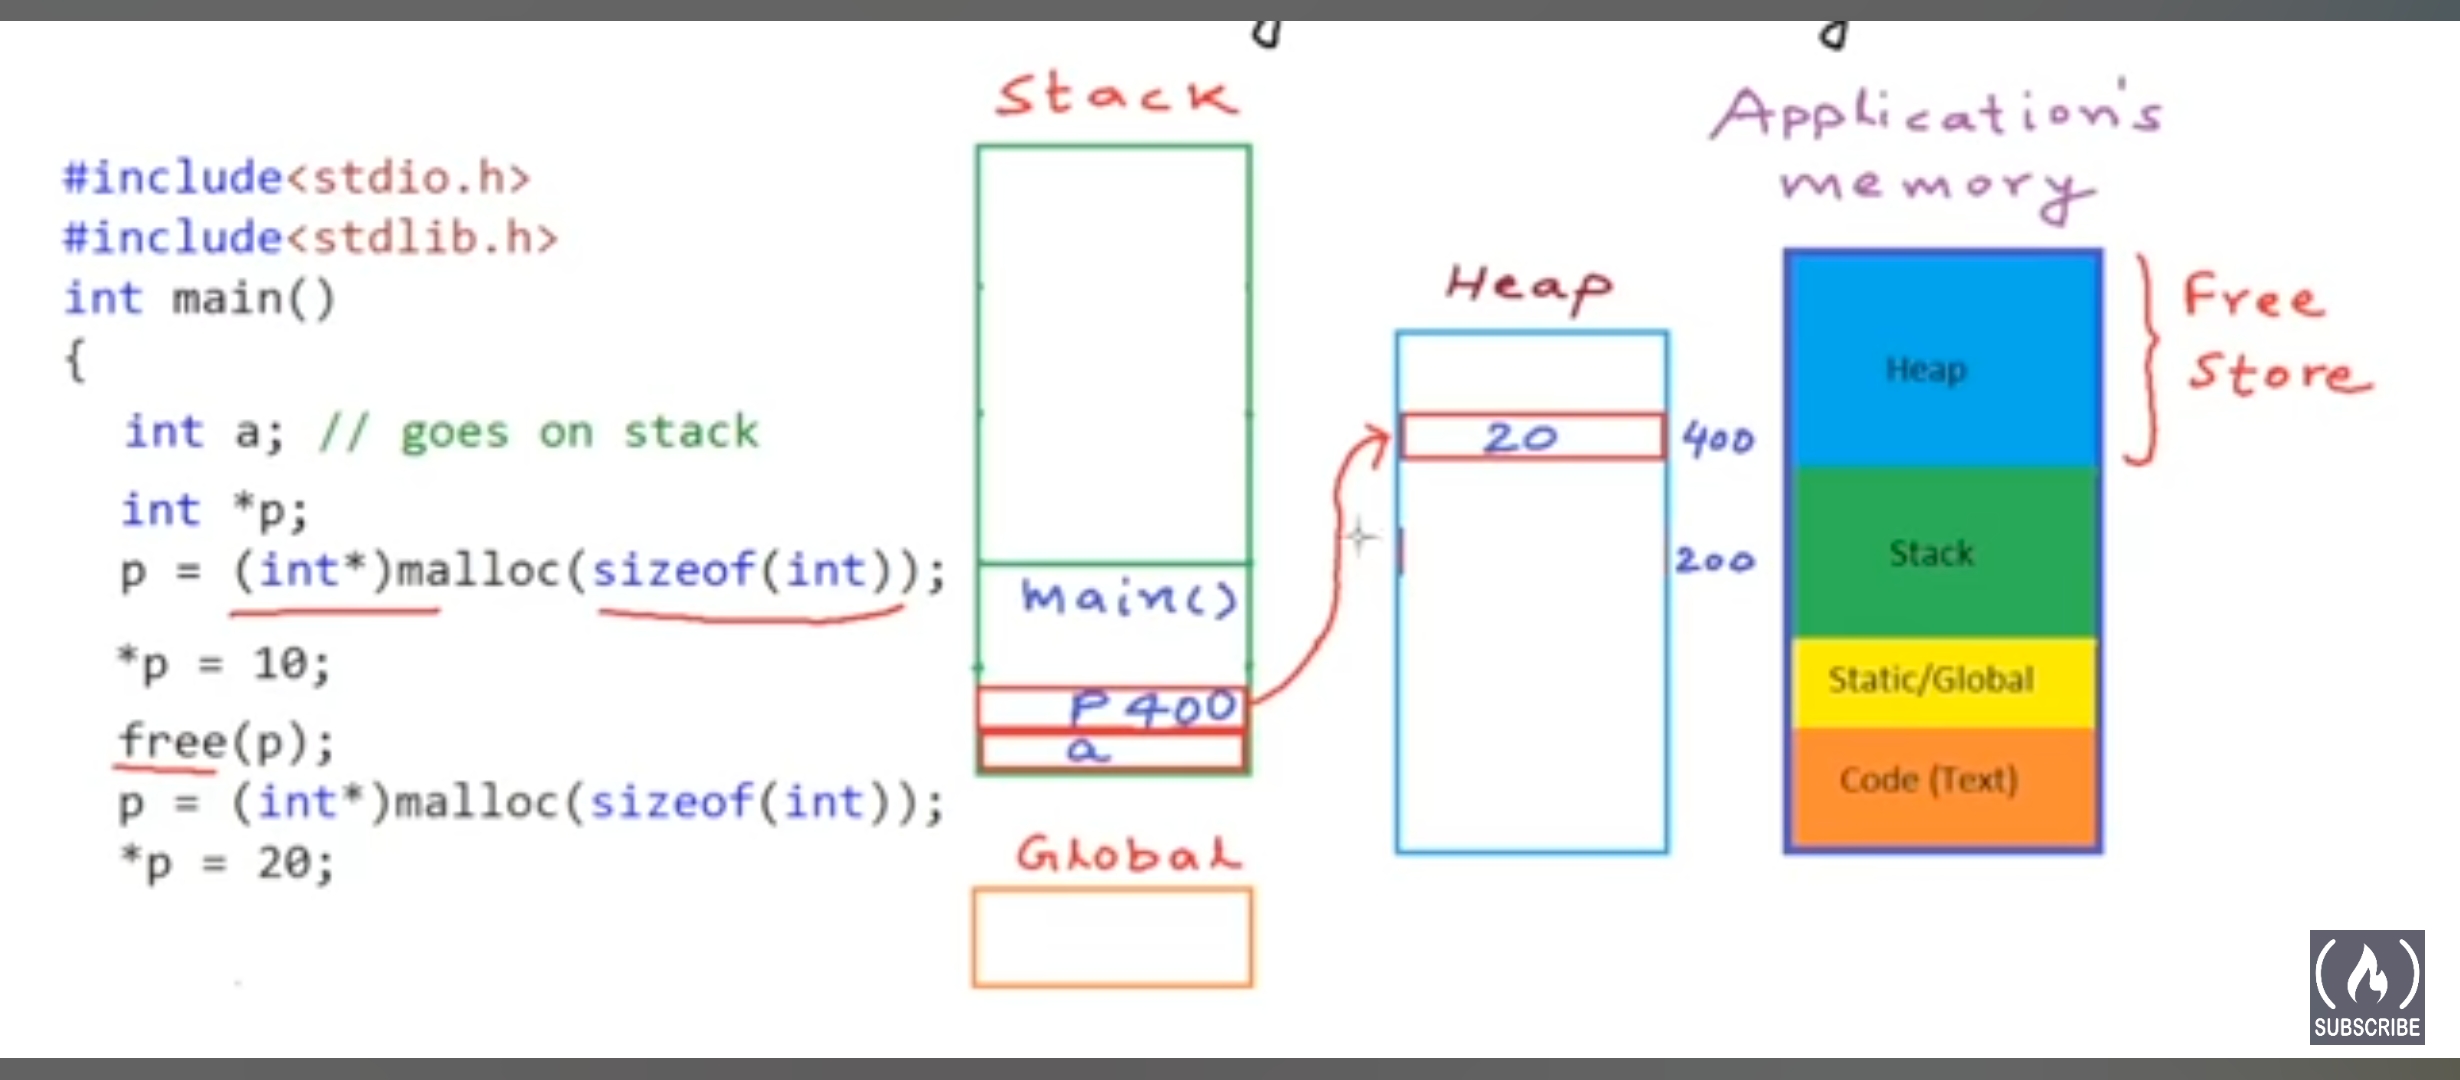 #include<stdio.h>
#include<stdlib.h>
int main()
{
int a; // goes on stack
int *p;
p = (int*)malloc(sizeof(int));
*p = 10;
free(p);
p = (int*)malloc(sizeof(int));
*p = 20;
Stack
main()
P 400
a
Global
Heap
20
400
200
Application's
memory
Heap
Stack
Static/Global
Code (Text)
Free
Store
SUBSCRIBE